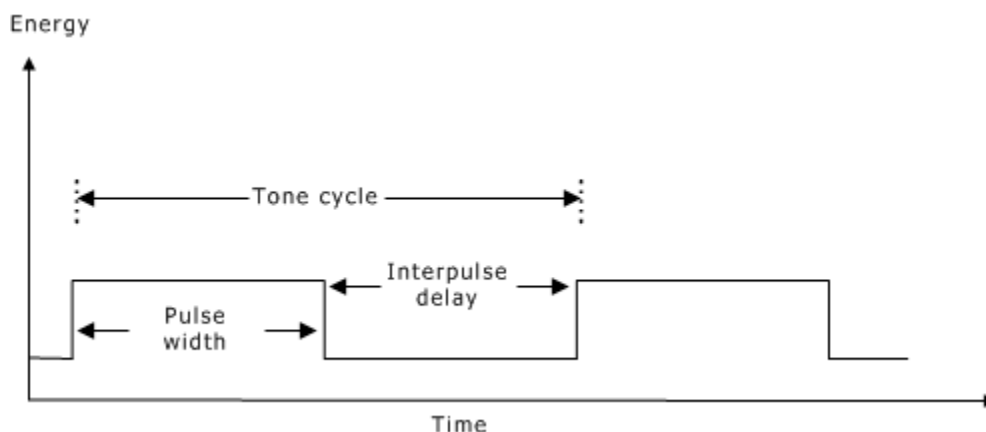 Energy
Tone cycle
Interpulse
delay
Pulse
width
Time